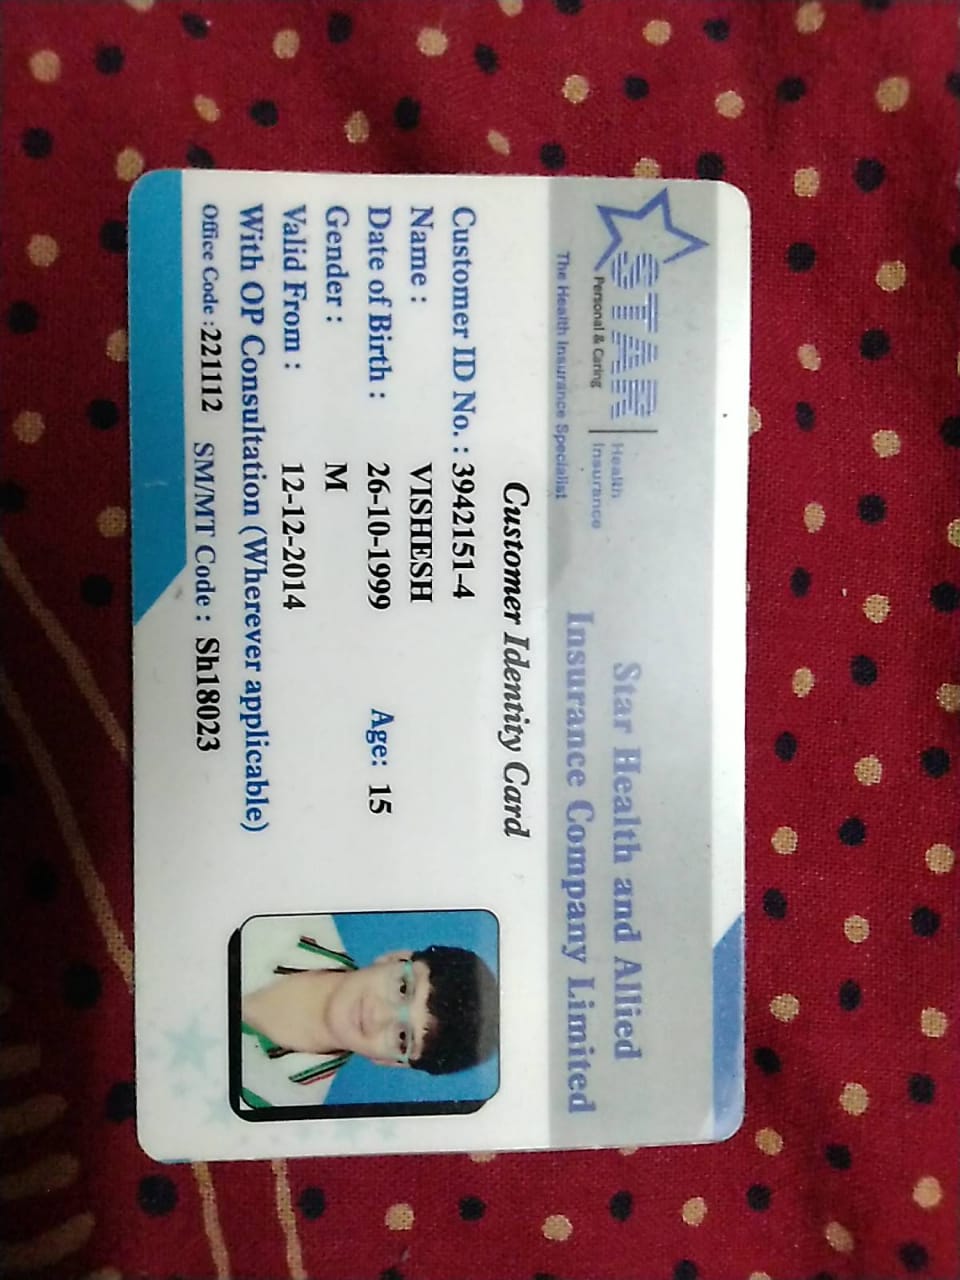 STAR Health
Personal & Caring Insurance
The Health Insurance Specialist
Star Health and Allied
Insurance Company Limited
Customer Identity Card
Customer ID No. : 3942151-4
Name : VISHESH
Date of Birth : 26-10-1999 Age: 15
Gender : M
Valid From : 12-12-2014
With OP Consultation (Wherever applicable)
Office Code :221112 SM/MT Code : Sh18023